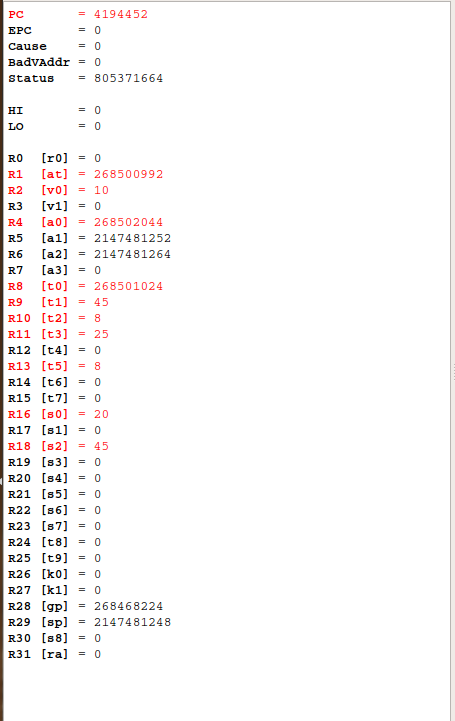 PC = 4194452
EPC = 0
Cause = 0
BadVAddr = 0
Status = 805371664
HI = 0
LO = 0
R0 [r0] = 0
R1 [at] = 268500992
R2 [v0] = 10
R3 [v1] = 0
R4 [a0] = 268502044
R5 [a1] = 2147481252
R6 [a2] = 2147481264
R7 [a3] = 0
R8 [t0] = 268501024
R9 [t1] = 45
R10 [t2] = 8
R11 [t3] = 25
R12 [t4] = 0
R13 [t5] = 8
R14 [t6] = 0
R15 [t7] = 0
R16 [s0] = 20
R17 [s1] = 0
R18 [s2] = 45
R19 [s3] = 0
R20 [s4] = 0
R21 [s5] = 0
R22 [s6] = 0
R23 [s7] = 0
R24 [t8] = 0
R25 [t9] = 0
R26 [k0] = 0
R27 [k1] = 0
R28 [gp] = 268468224
R29 [sp] = 2147481248
R30 [s8] = 0
R31 [ra] = 0